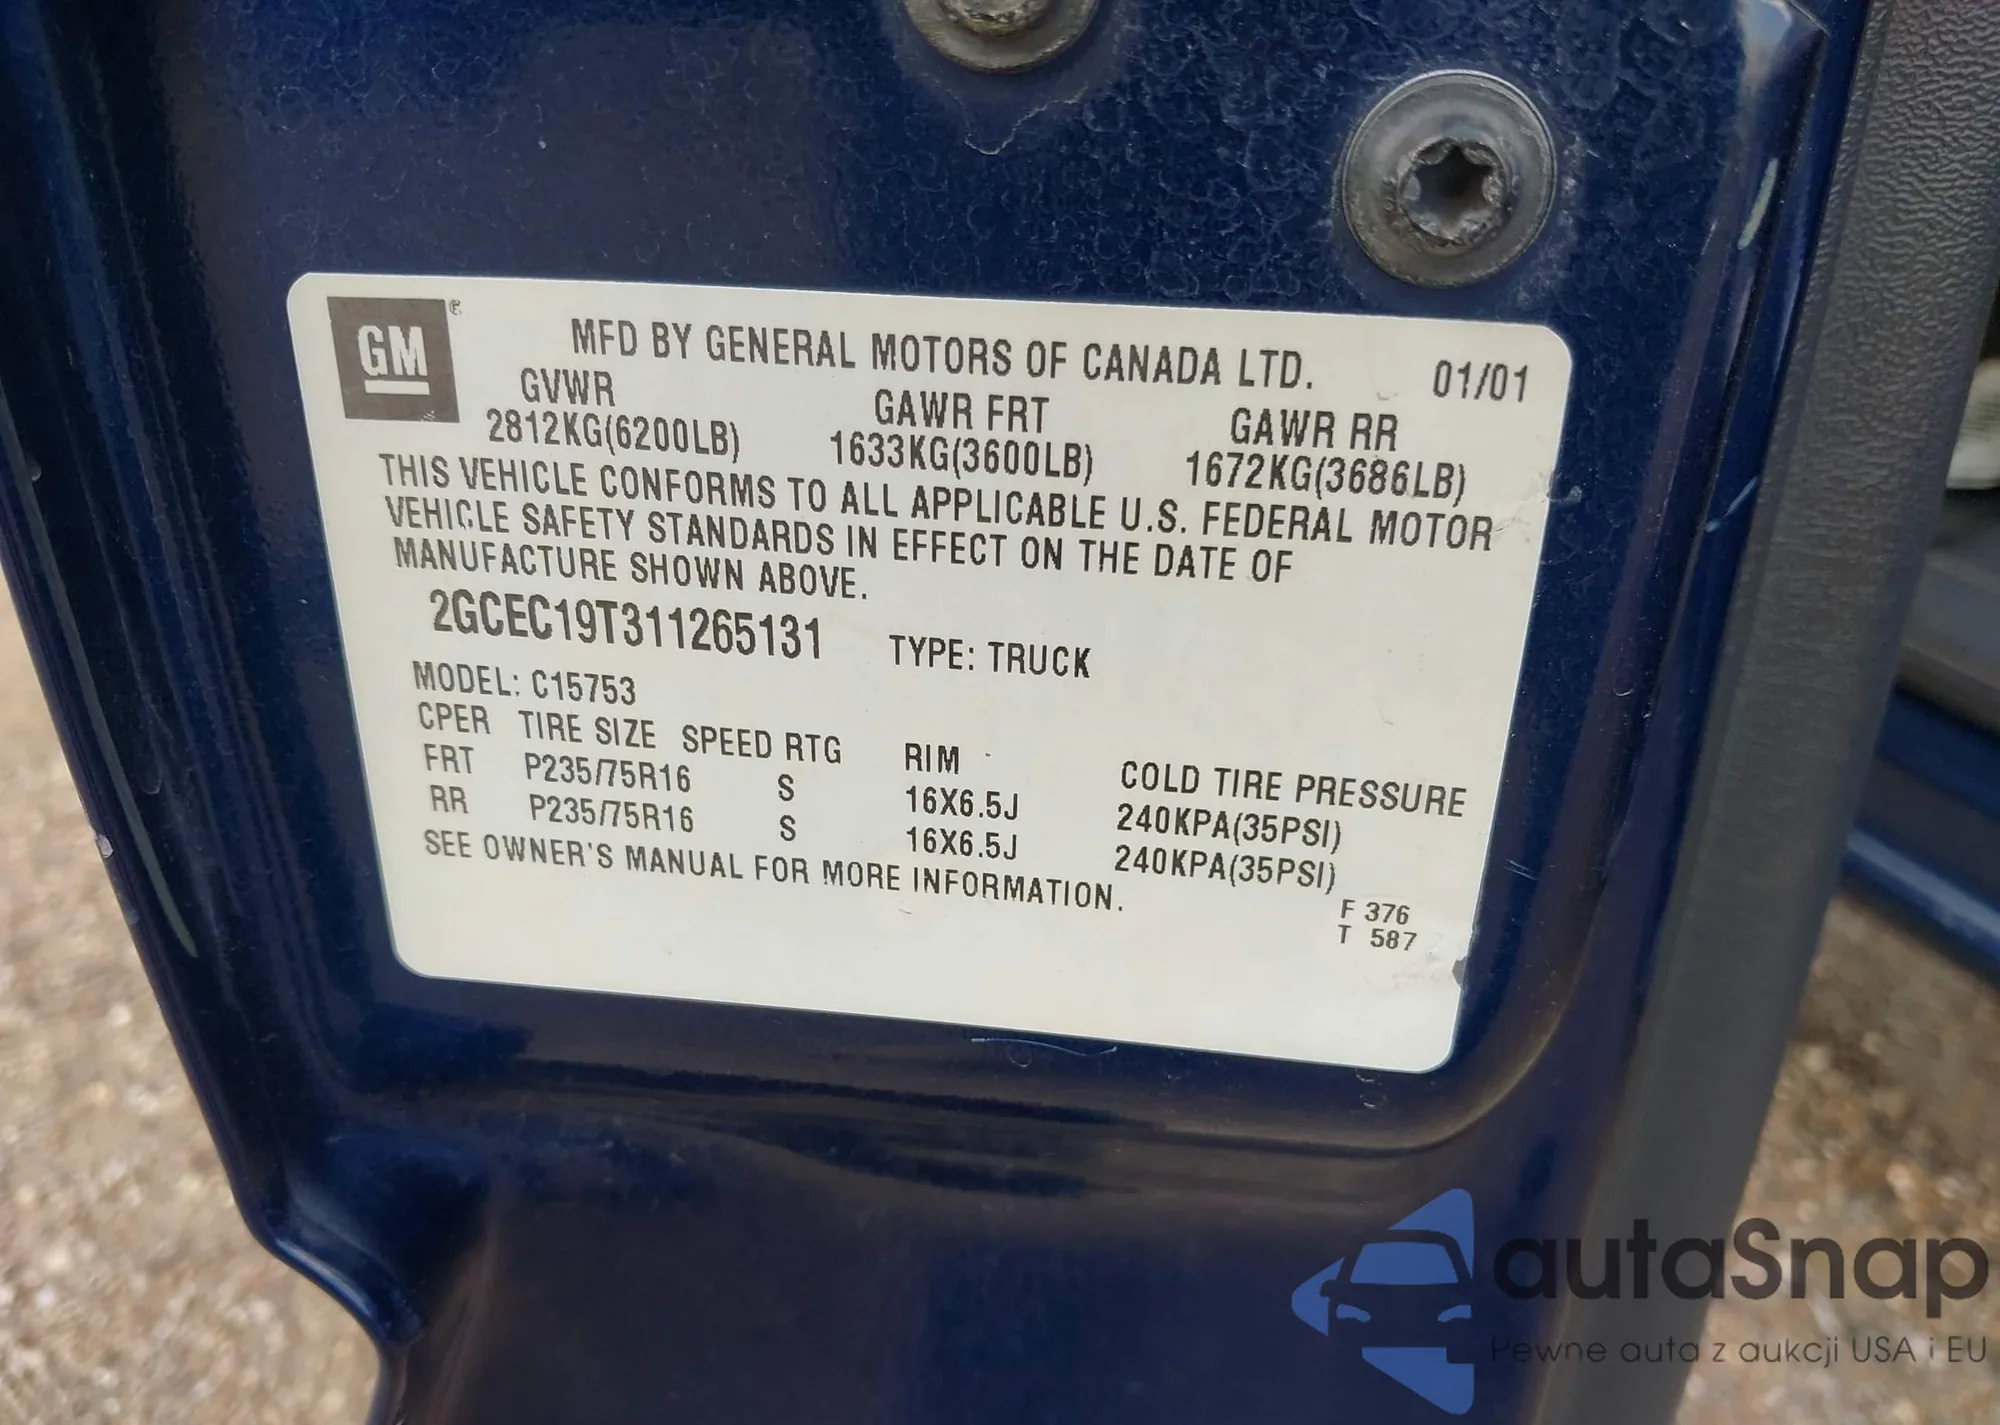 GM ©
MFD BY GENERAL MOTORS OF CANADA LTD. 01/01
GVWR GAWR FRT GAWR RR
2812KG(6200LB) 1633KG(3600LB) 1672KG(3686LB)
THIS VEHICLE CONFORMS TO ALL APPLICABLE U.S. FEDERAL MOTOR
VEHICLE SAFETY STANDARDS IN EFFECT ON THE DATE OF
MANUFACTURE SHOWN ABOVE.
2GCEC19T311265131 TYPE: TRUCK
MODEL: C15753
CPER TIRE SIZE SPEED RTG RIM COLD TIRE PRESSURE
FRT P235/75R16 S 16X6.5J 240KPA(35PSI)
RR P235/75R16 S 16X6.5J 240KPA(35PSI)
SEE OWNER'S MANUAL FOR MORE INFORMATION.
F 376
T 587
autaSnap
Pewne auta z aukcji USA i EU